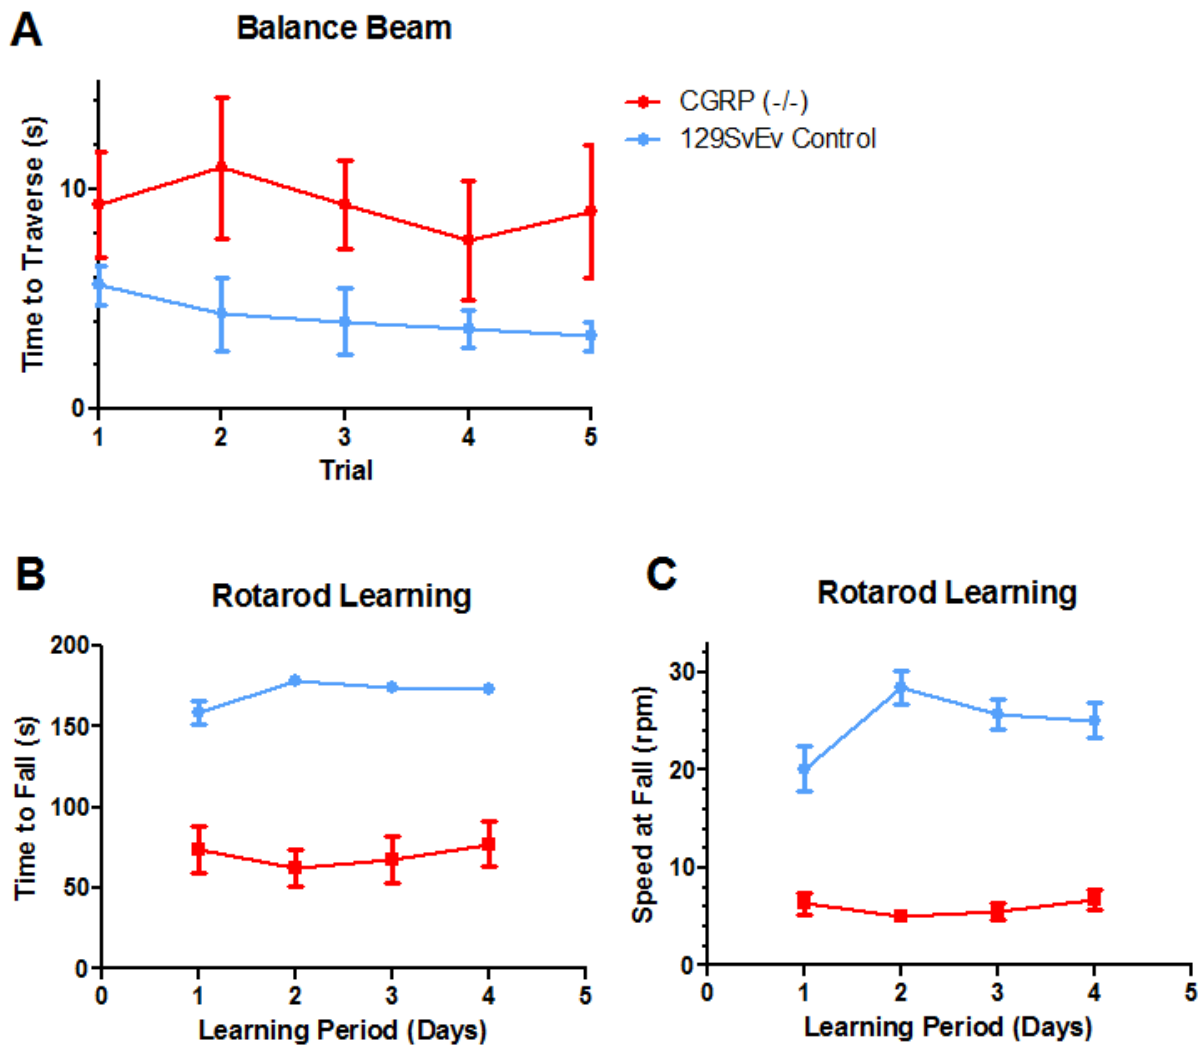 A
Balance Beam
CGRP (-/-)
129SvEv Control
Time to Traverse (s)
10
0
1 2 3 4 5
Trial
B
Rotarod Learning
Time to Fall (s)
200
150
100
50
0
0 1 2 3 4 5
Learning Period (Days)
C
Rotarod Learning
Speed at Fall (rpm)
30
20
10
0
0 1 2 3 4 5
Learning Period (Days)